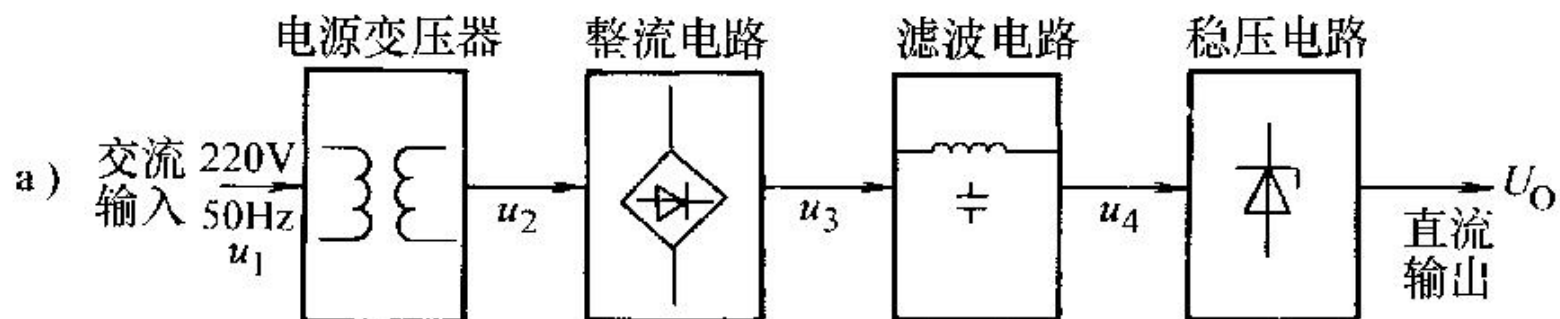 电源变压器 整流电路 滤波电路 稳压电路
a) 交流输入 220V 50Hz
u1
u2
u3
u4
UO
直流输出